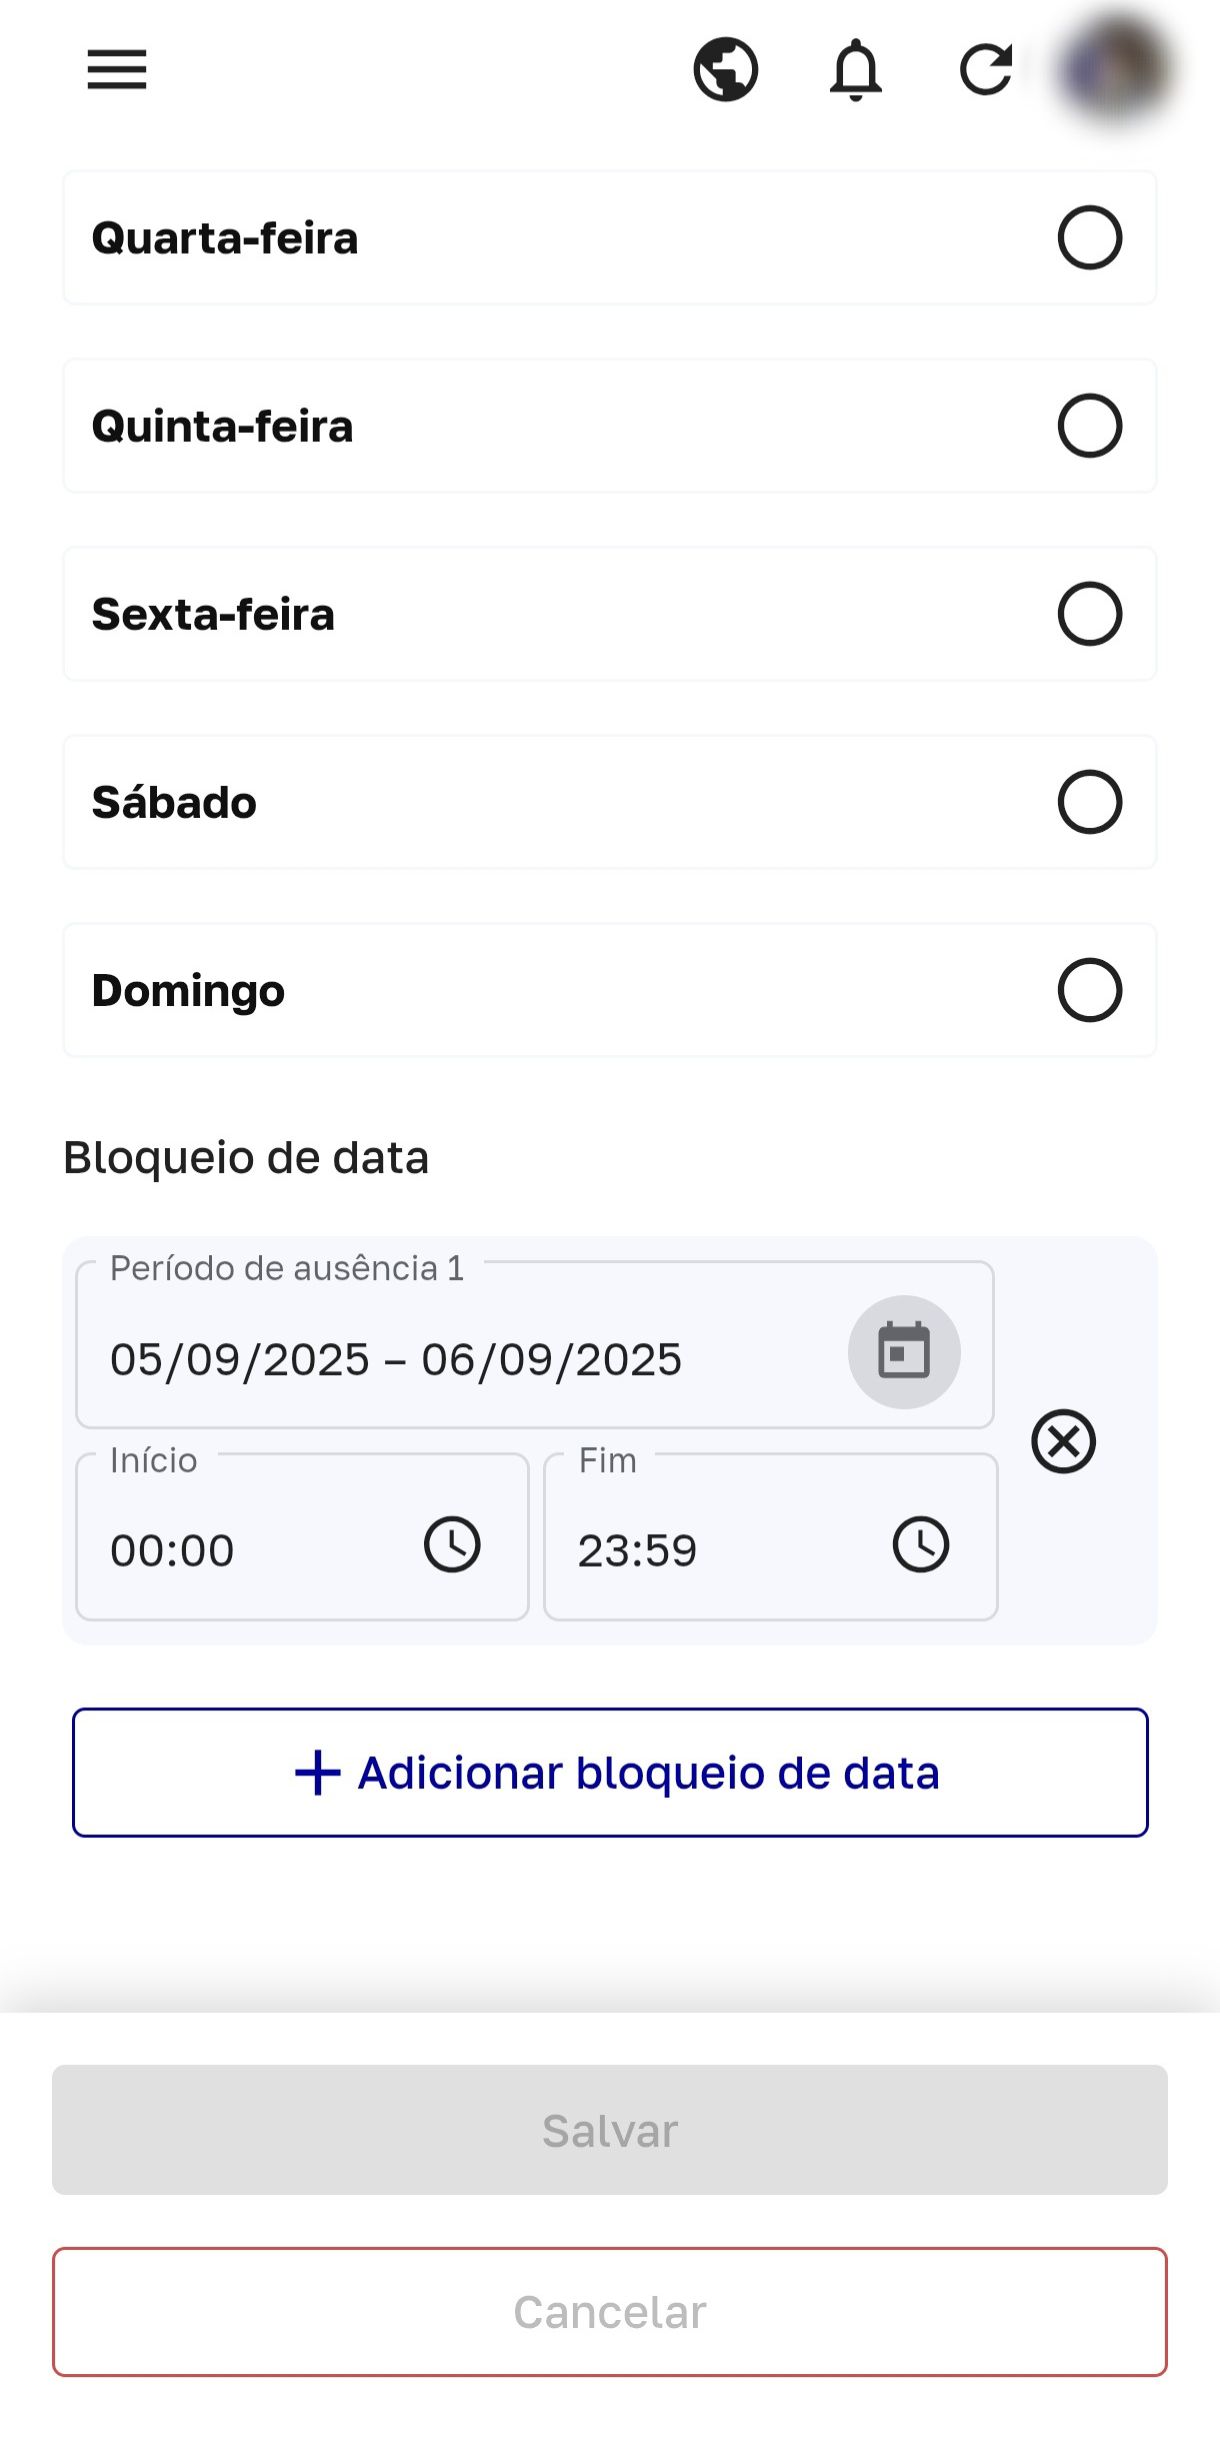 Quarta-feira
Quinta-feira
Sexta-feira
Sábado
Domingo
Bloqueio de data
Período de ausência 1
05/09/2025 – 06/09/2025
Início
Fim
00:00
23:59
Adicionar bloqueio de data
Salvar
Cancelar